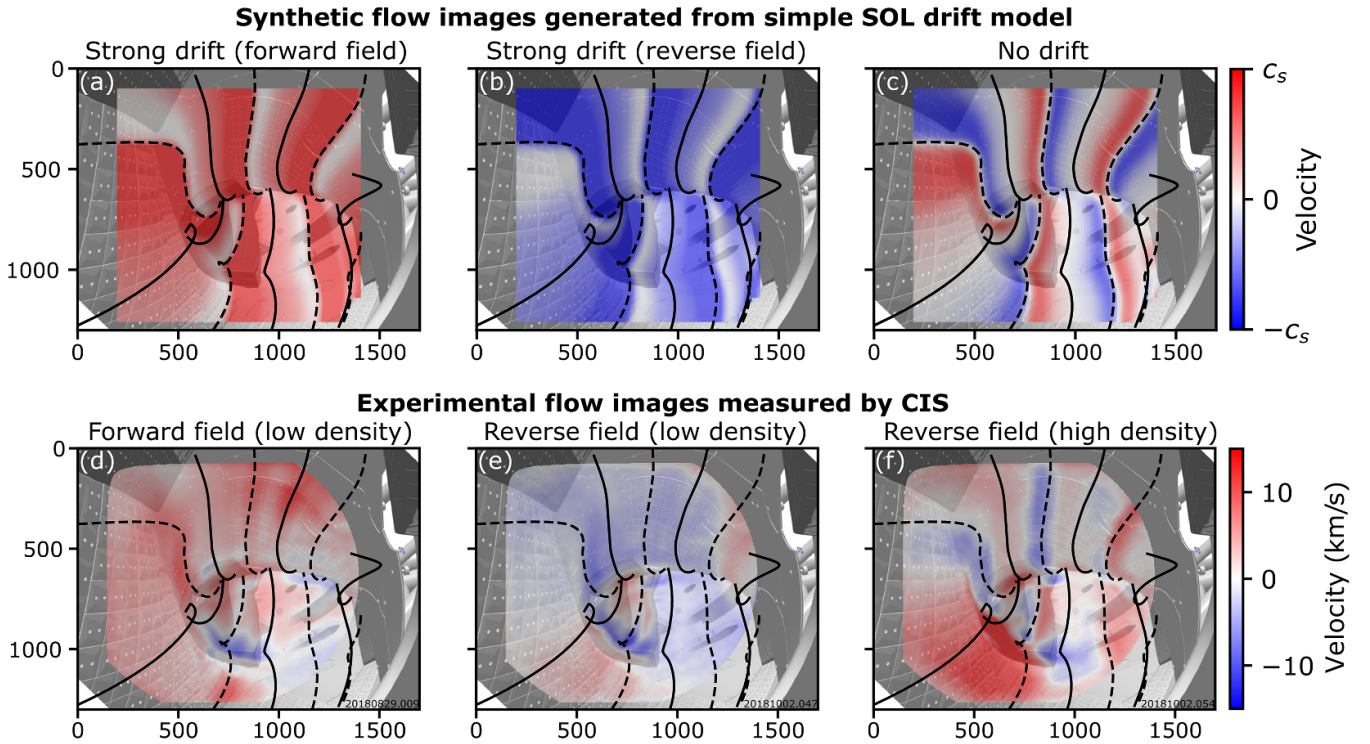 Synthetic flow images generated from simple SOL drift model
Strong drift (forward field)
Strong drift (reverse field)
No drift
(a)
(b)
(c)
0
500
1000
0
500
1000
1500
0
500
1000
1500
0
500
1000
1500
cₛ
0
−cₛ
Velocity
Experimental flow images measured by CIS
Forward field (low density)
Reverse field (low density)
Reverse field (high density)
(d)
(e)
(f)
0
500
1000
20180829.009
20181002.047
20181002.054
0
500
1000
1500
0
500
1000
1500
0
500
1000
1500
10
0
−10
Velocity (km/s)